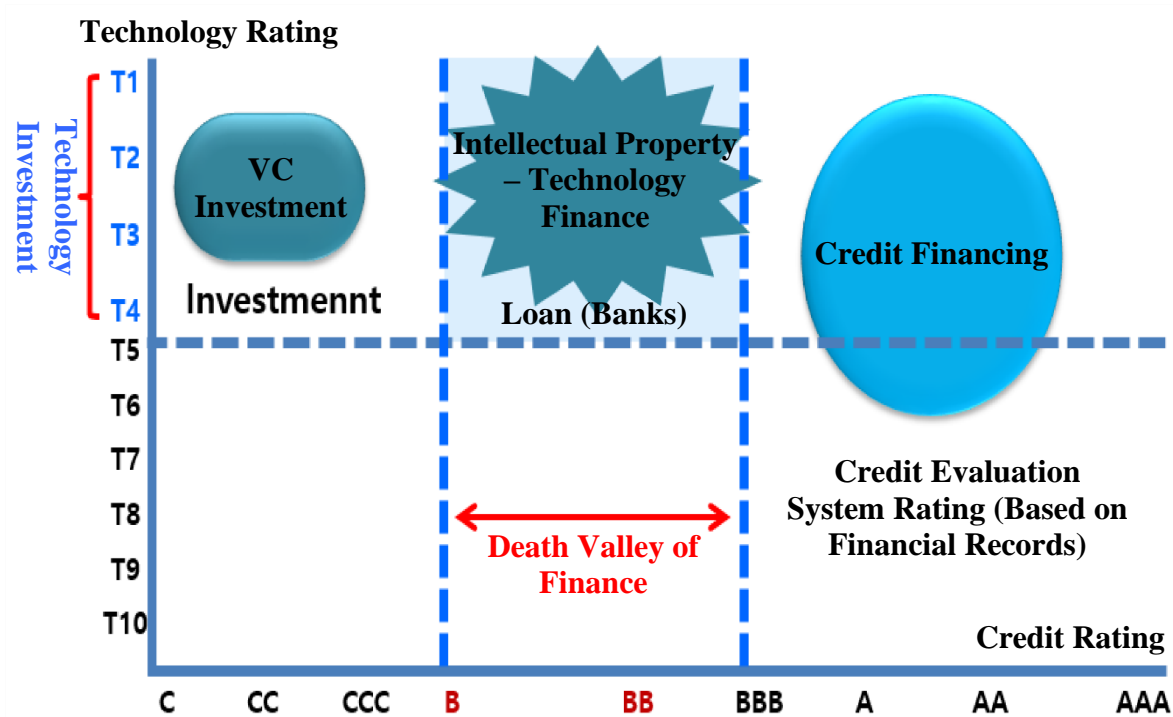 Technology Rating
T1
T2
T3
T4
T5
T6
T7
T8
T9
T10
Technology
Investment
VC
Investment
Investmennt
Intellectual Property
– Technology
Finance
Loan (Banks)
Credit Financing
Death Valley of
Finance
Credit Evaluation
System Rating (Based on
Financial Records)
Credit Rating
C CC CCC B BB BBB A AA AAA